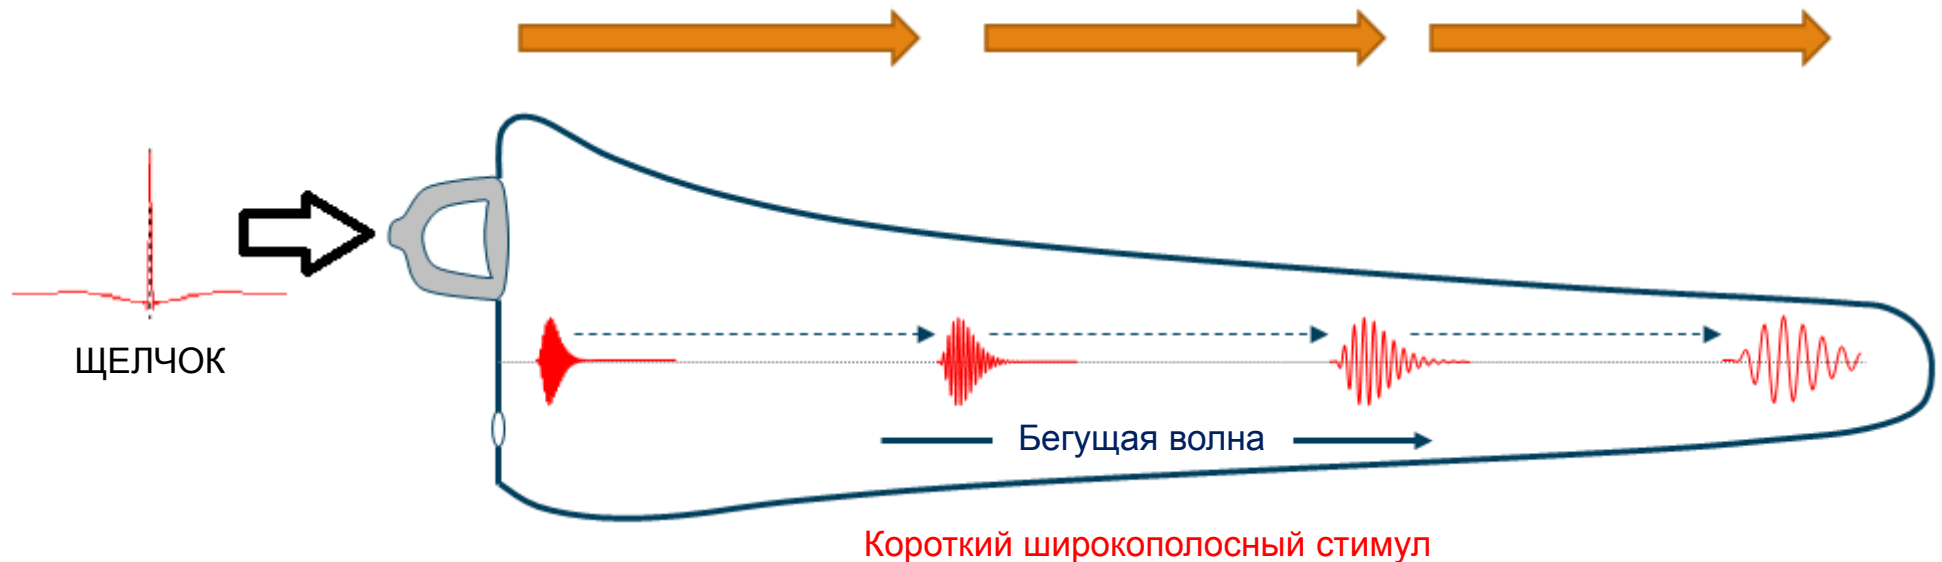 ЩЕЛЧОК
Бегущая волна
Короткий широкополосный стимул